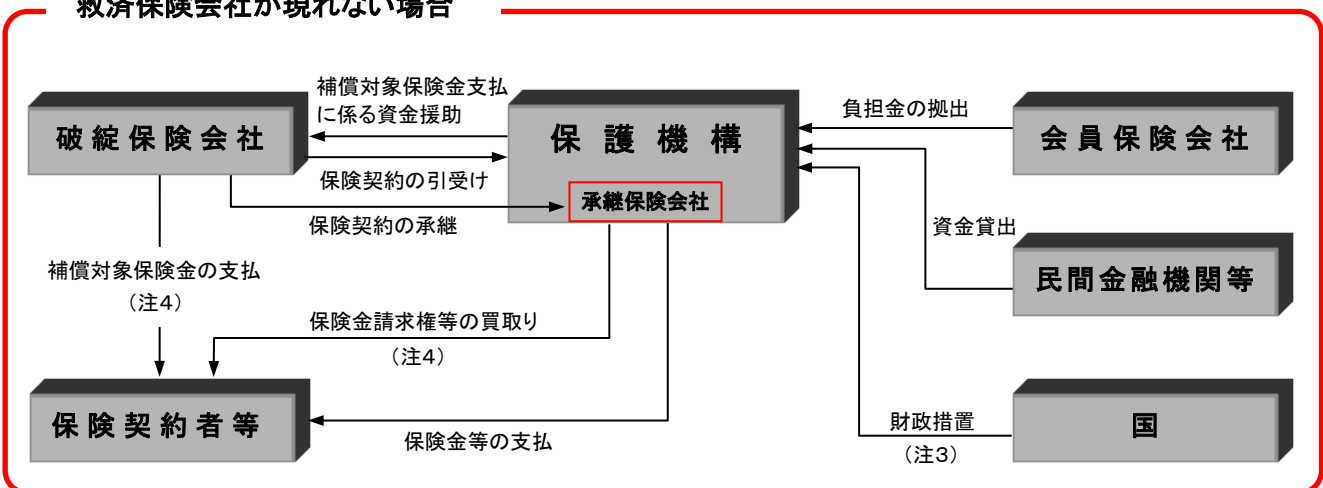 救済保険会社が現れない場合
補償対象保険金支払
に係る資金援助
負担金の拠出
破綻保険会社
保護機構
会員保険会社
保険契約の引受け
承継保険会社
保険契約の承継
資金貸出
補償対象保険金の支払
（注４）
民間金融機関等
保険金請求権等の買取り
（注４）
保険契約者等
保険金等の支払
財政措置
（注３）
国